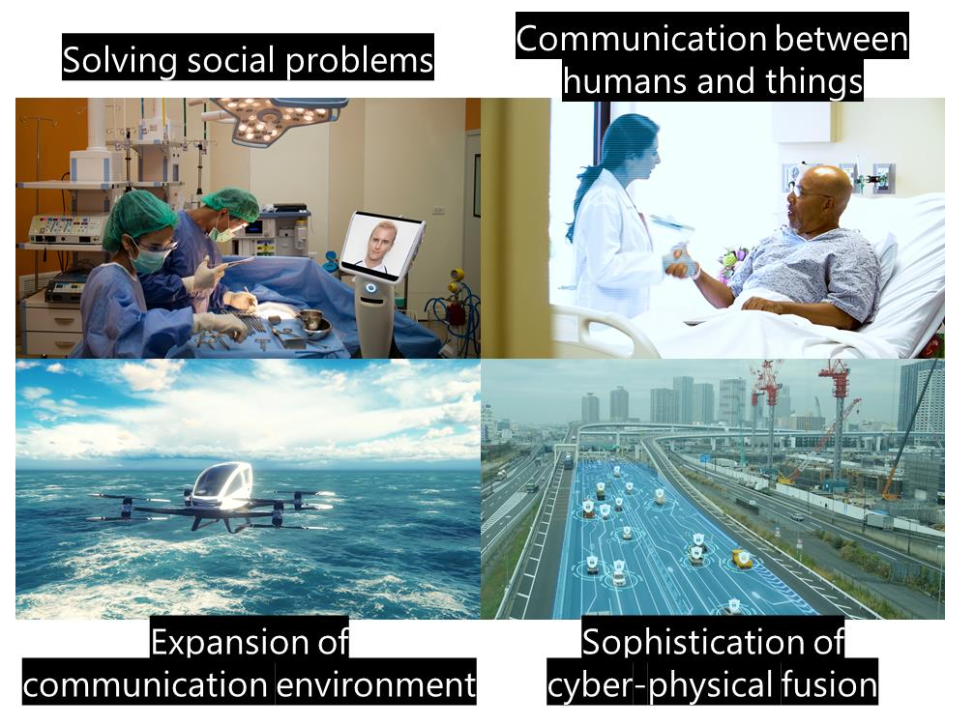 Solving social problems
Communication between
humans and things
Expansion of
communication environment
Sophistication of
cyber-physical fusion